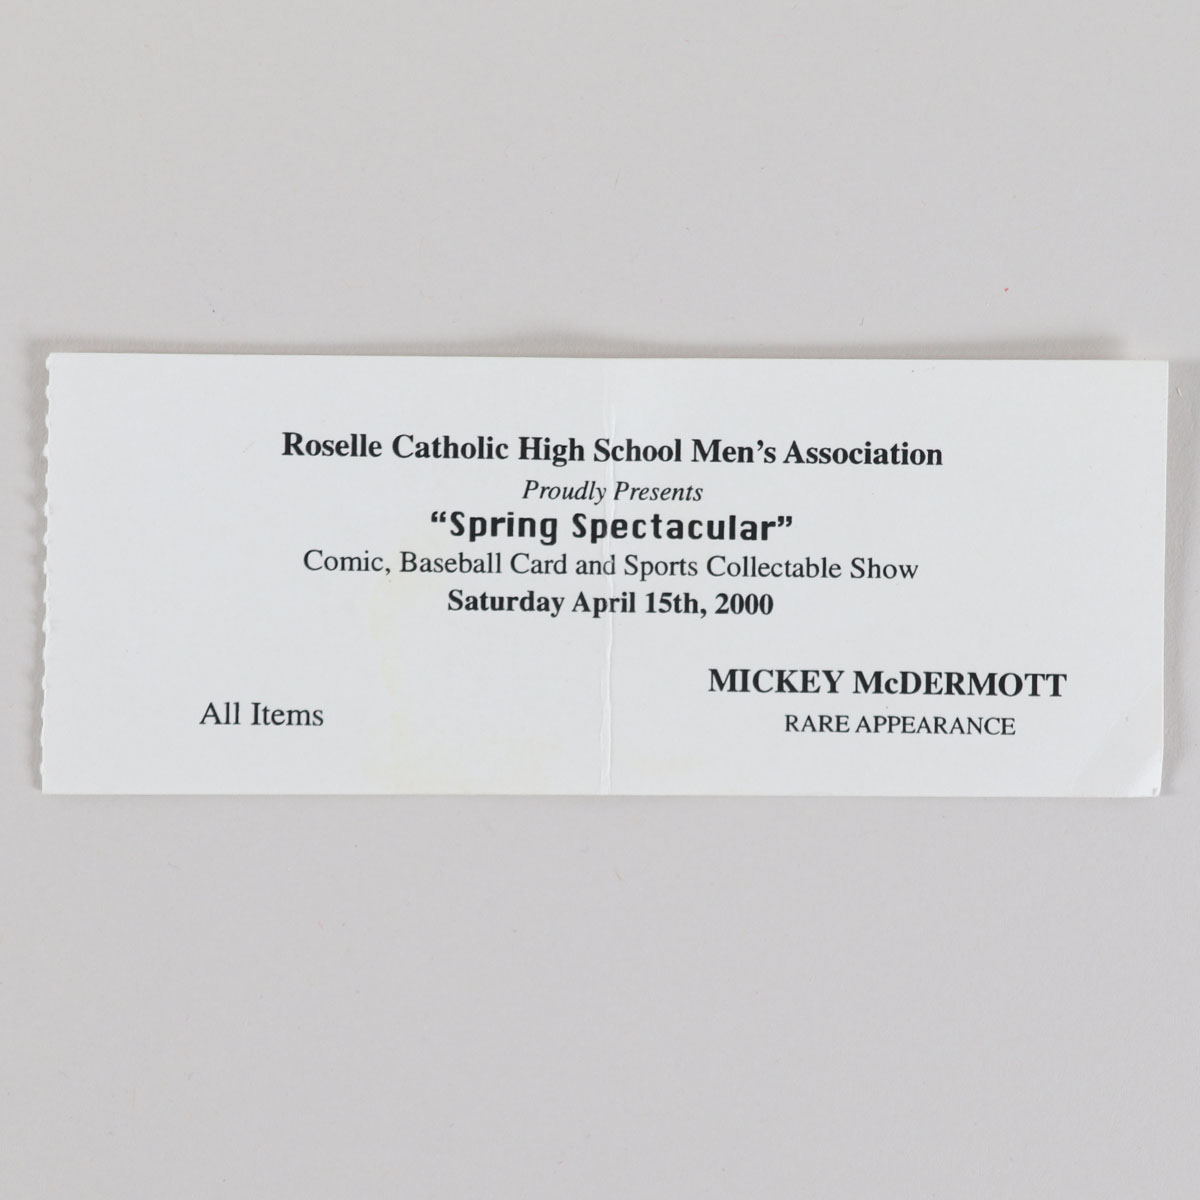 Roselle Catholic High School Men's Association
Proudly Presents
“Spring Spectacular”
Comic, Baseball Card and Sports Collectable Show
Saturday April 15th, 2000
All Items
MICKEY McDERMOTT
RARE APPEARANCE